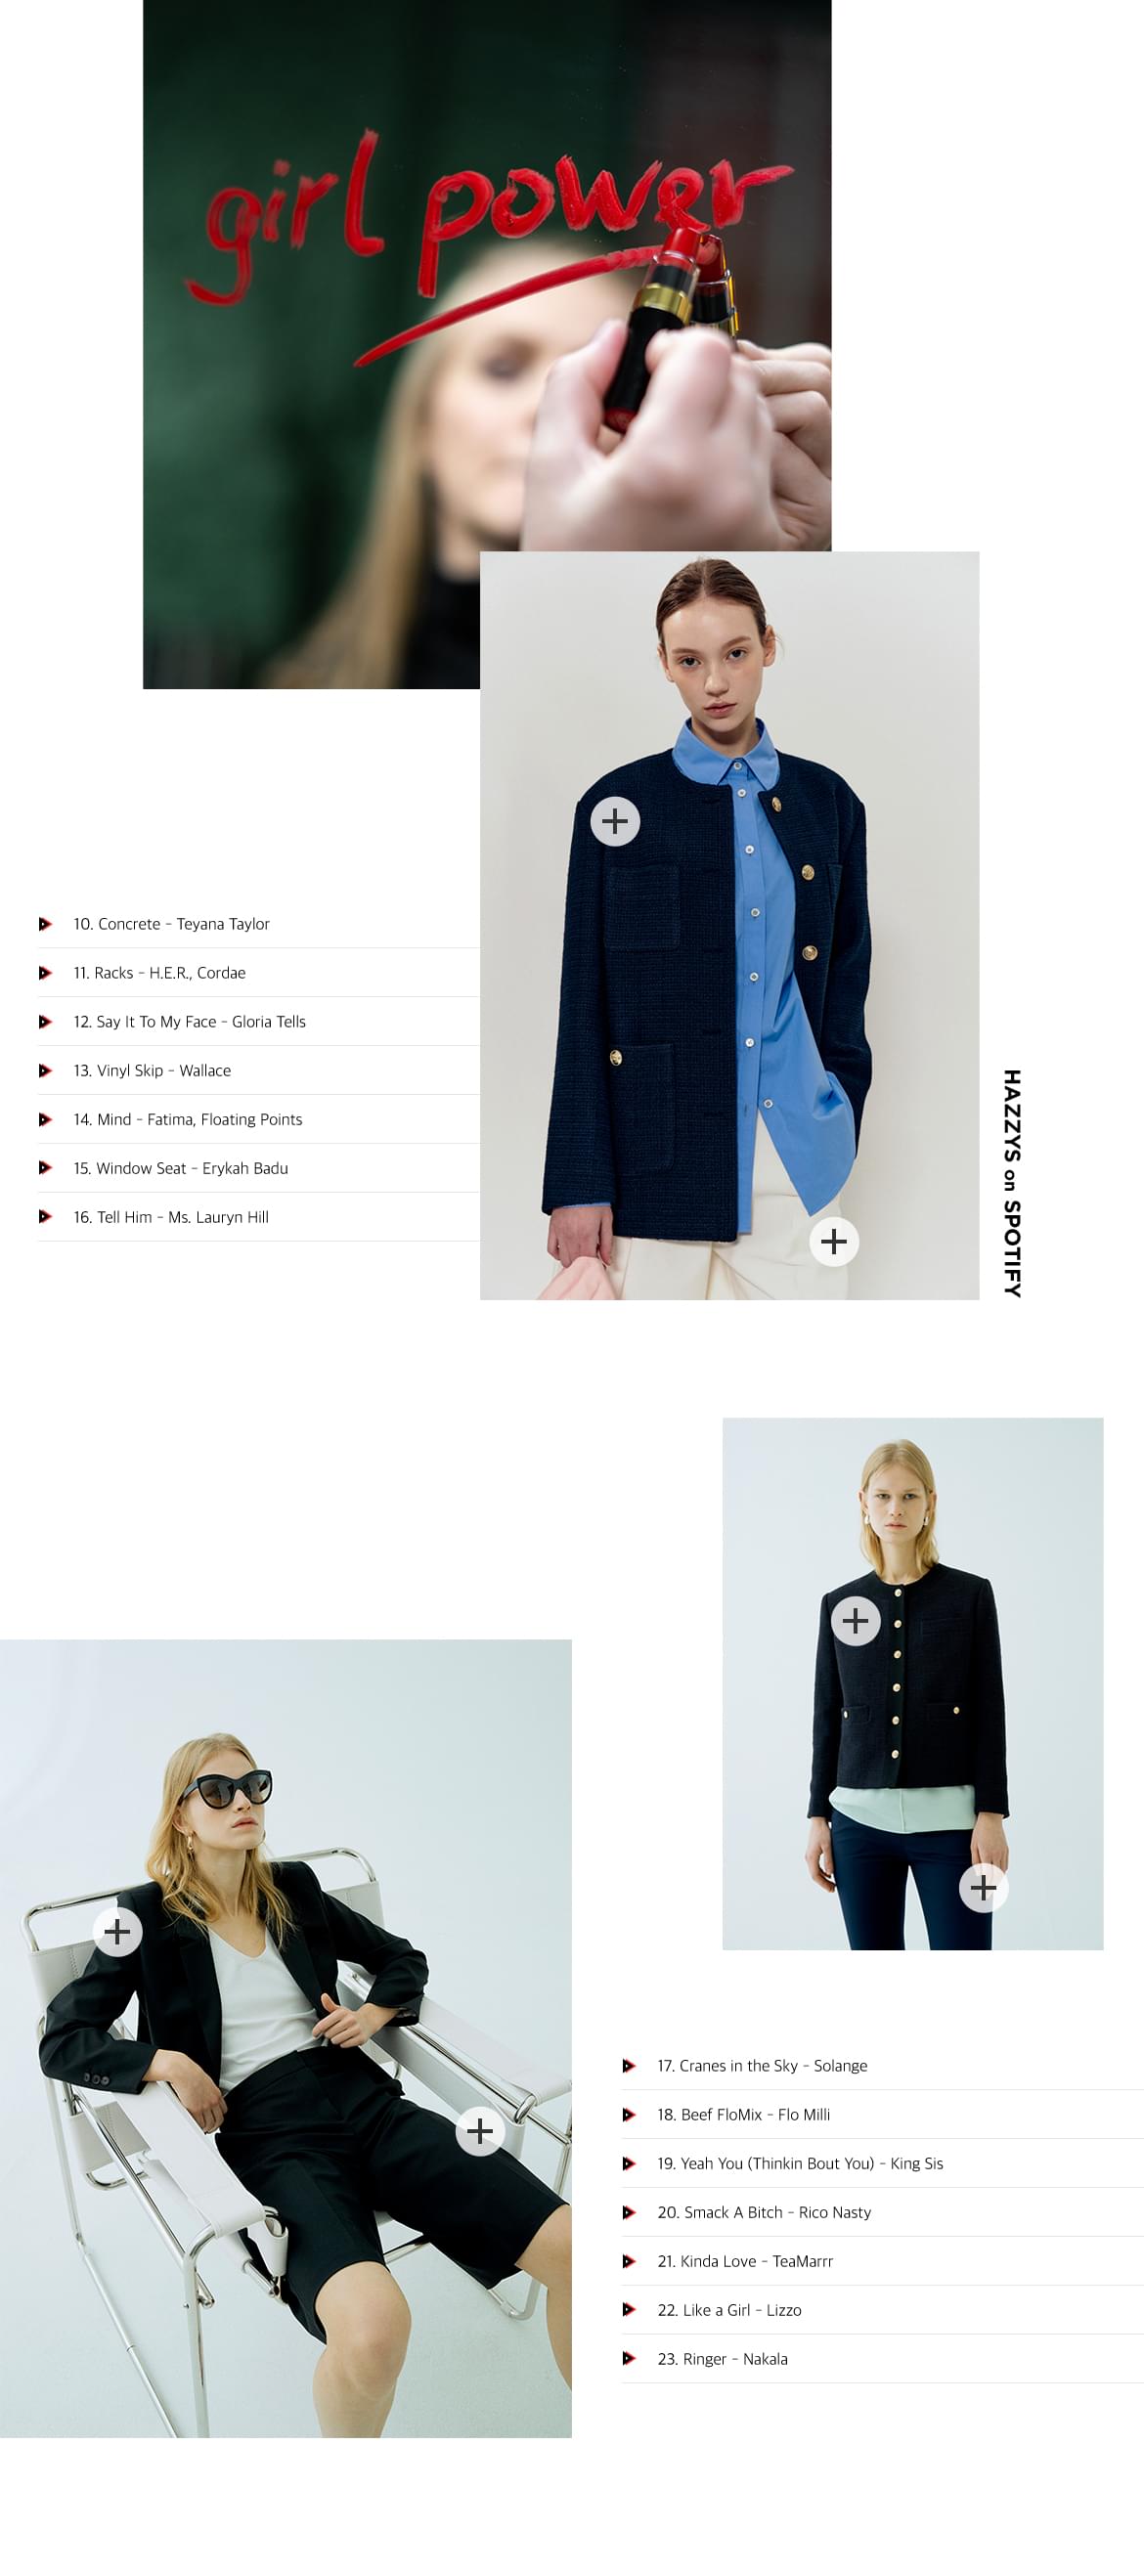 girl power
10. Concrete - Teyana Taylor
11. Racks - H.E.R., Cordae
12. Say It To My Face - Gloria Tells
13. Vinyl Skip - Wallace
14. Mind - Fatima, Floating Points
15. Window Seat - Erykah Badu
16. Tell Him - Ms. Lauryn Hill
HAZZYS on SPOTIFY
17. Cranes in the Sky - Solange
18. Beef FloMix - Flo Milli
19. Yeah You (Thinkin Bout You) - King Sis
20. Smack A Bitch - Rico Nasty
21. Kinda Love - TeaMarrr
22. Like a Girl - Lizzo
23. Ringer - Nakala